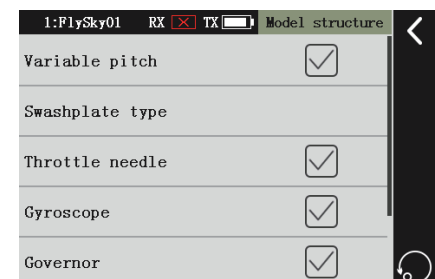 1:FlySky01 RX TX Model structure
Variable pitch
Swashplate type
Throttle needle
Gyroscope
Governor